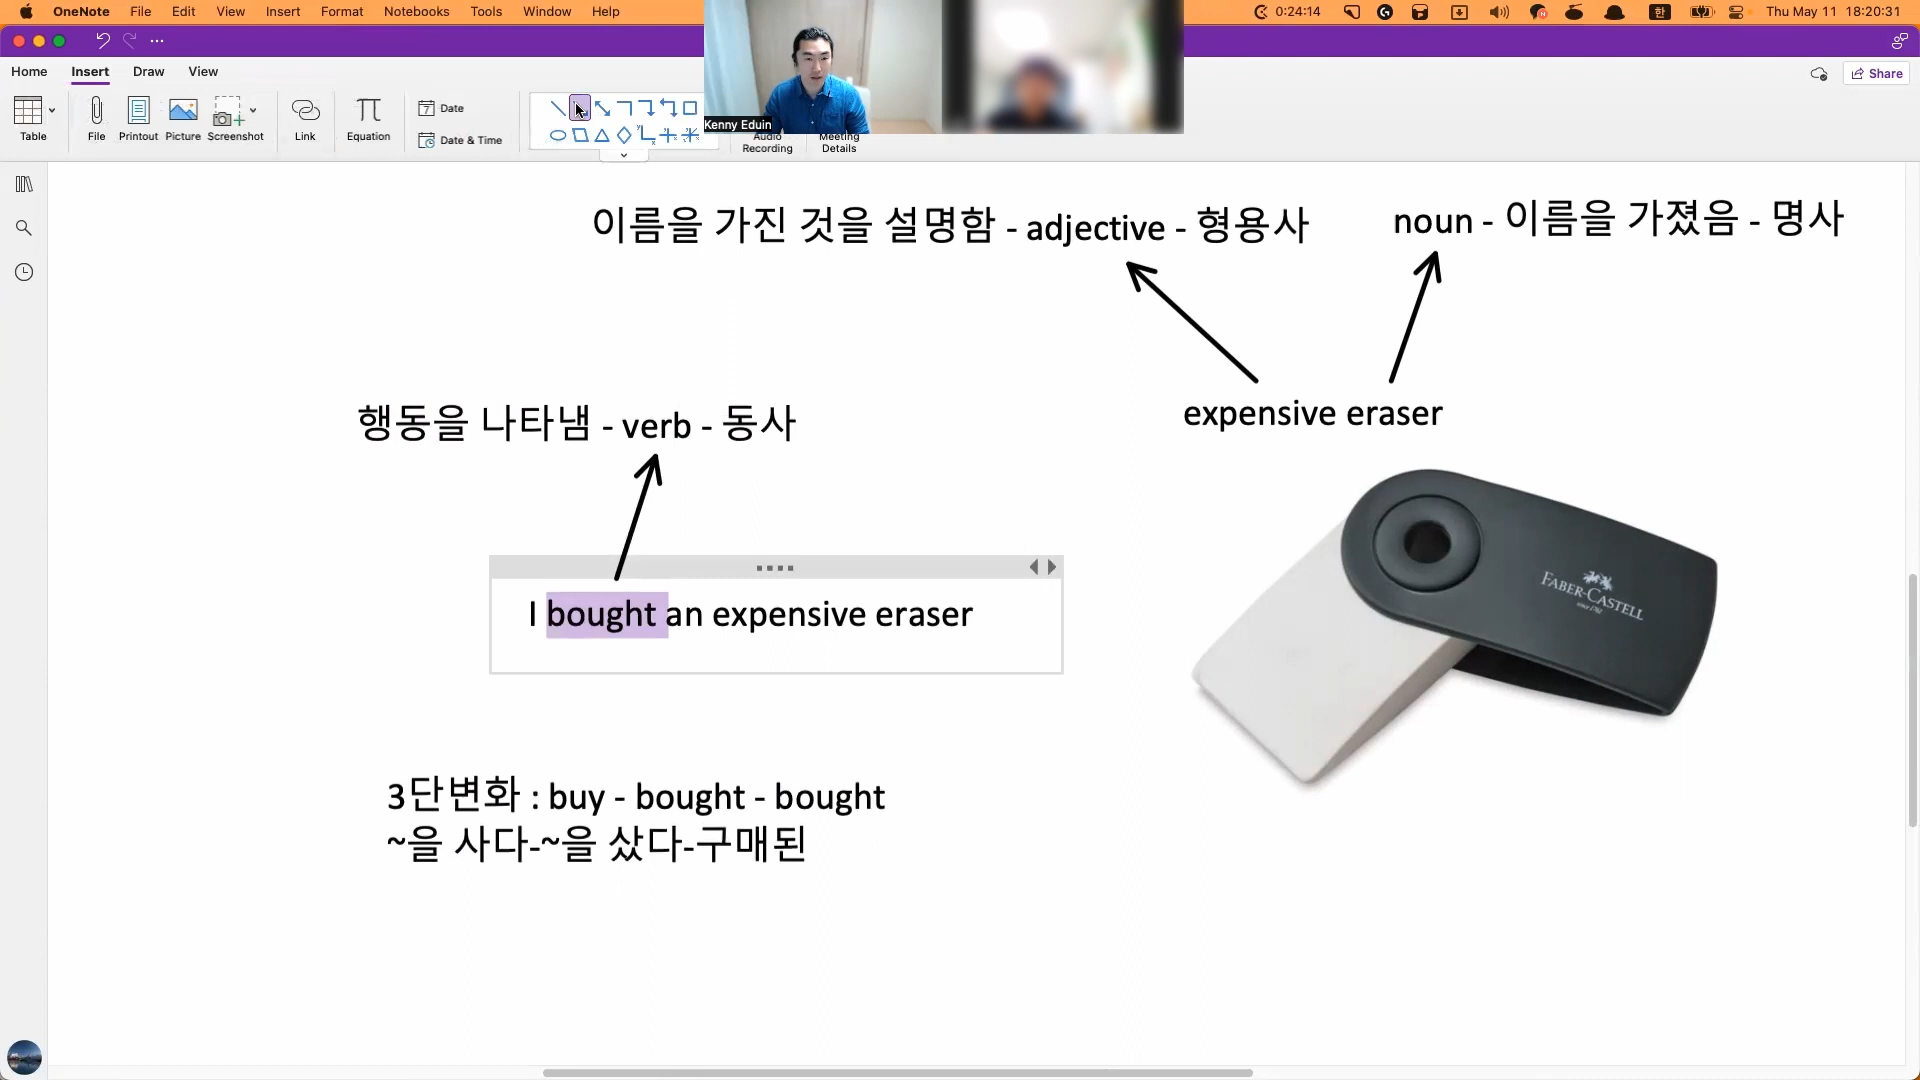 OneNote File Edit View Insert Format Notebooks Tools Window Help 0:24:14 한 Thu May 11 18:20:31
Home Insert Draw View Share
Table File Printout Picture Screenshot Link Equation Date Date & Time
Audio Recording
Meeting Details
Kenny Eduin
이름을 가진 것을 설명함 - adjective - 형용사
noun - 이름을 가졌음 - 명사
expensive eraser
행동을 나타냄 - verb - 동사
I bought an expensive eraser
FABER-CASTELL
since 1761
3단변화 : buy - bought - bought
~을 사다-~을 샀다-구매된